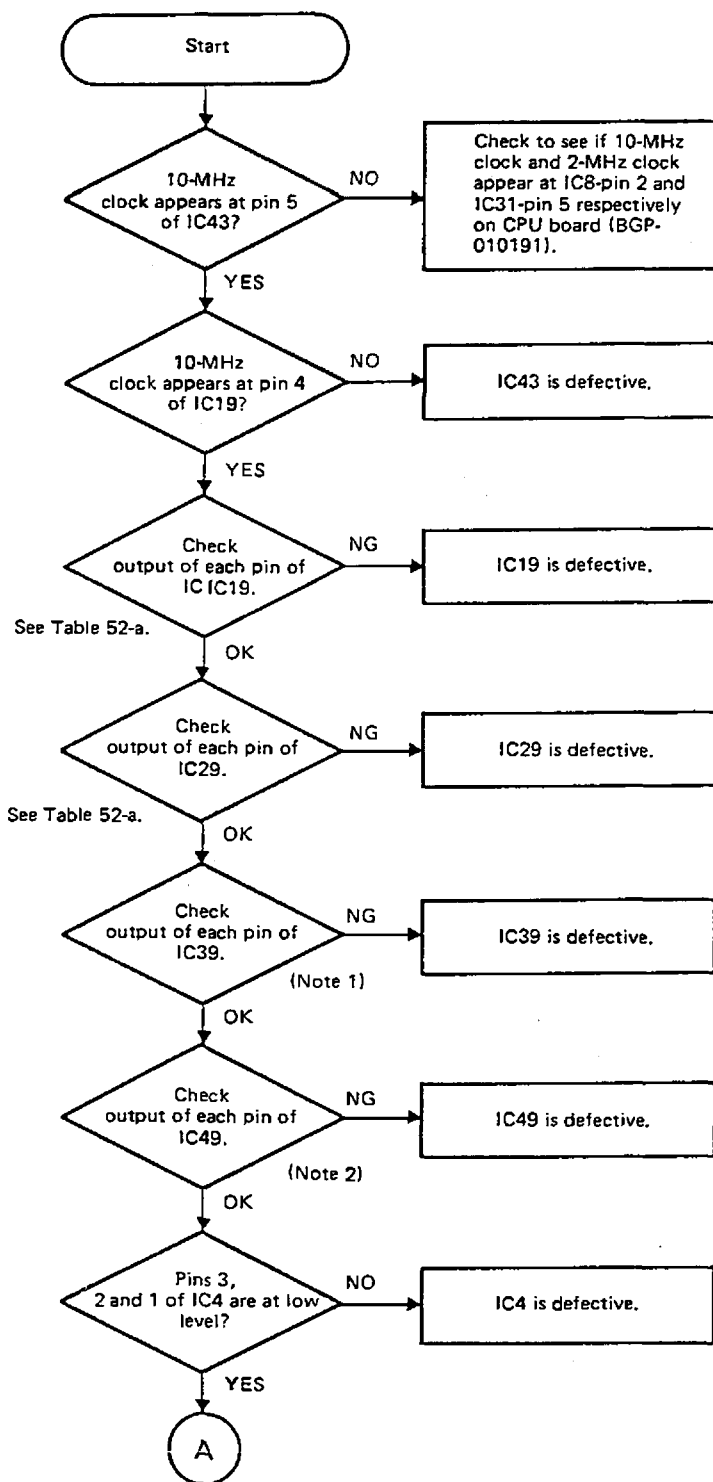 Start
10-MHz
clock appears at pin 5
of IC43?
NO
Check to see if 10-MHz
clock and 2-MHz clock
appear at IC8-pin 2 and
IC31-pin 5 respectively
on CPU board (BGP-
010191).
YES
10-MHz
clock appears at pin 4
of IC19?
NO
IC43 is defective.
YES
Check
output of each pin of
IC IC19.
NG
IC19 is defective.
See Table 52-a.
OK
Check
output of each pin of
IC29.
NG
IC29 is defective.
See Table 52-a.
OK
Check
output of each pin of
IC39.
NG
IC39 is defective.
(Note 1)
OK
Check
output of each pin of
IC49.
NG
IC49 is defective.
(Note 2)
OK
Pins 3,
2 and 1 of IC4 are at low
level?
NO
IC4 is defective.
YES
A